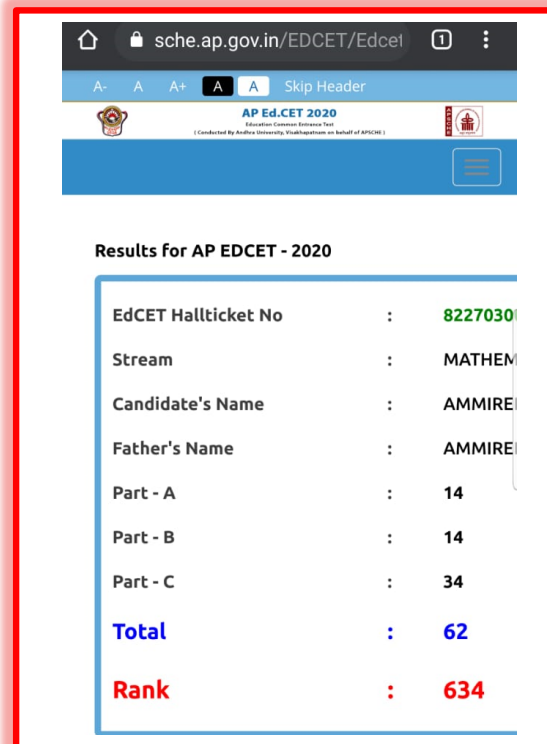 sche.ap.gov.in/EDCET/Edcet 1
A- A A+ A A Skip Header
AP Ed.CET 2020
Education Common Entrance Test
( Conducted By Andhra University, Visakhapatnam on behalf of APSCHE )
Results for AP EDCET - 2020
EdCET Hallticket No : 8227030
Stream : MATHEM
Candidate's Name : AMMIRE
Father's Name : AMMIRE
Part - A : 14
Part - B : 14
Part - C : 34
Total : 62
Rank : 634